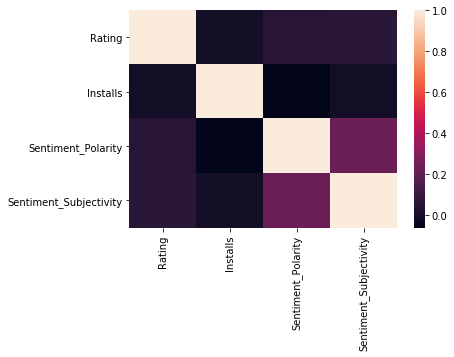 Rating
Installs
Sentiment_Polarity
Sentiment_Subjectivity
Rating
Installs
Sentiment_Polarity
Sentiment_Subjectivity
1.0
0.8
0.6
0.4
0.2
0.0